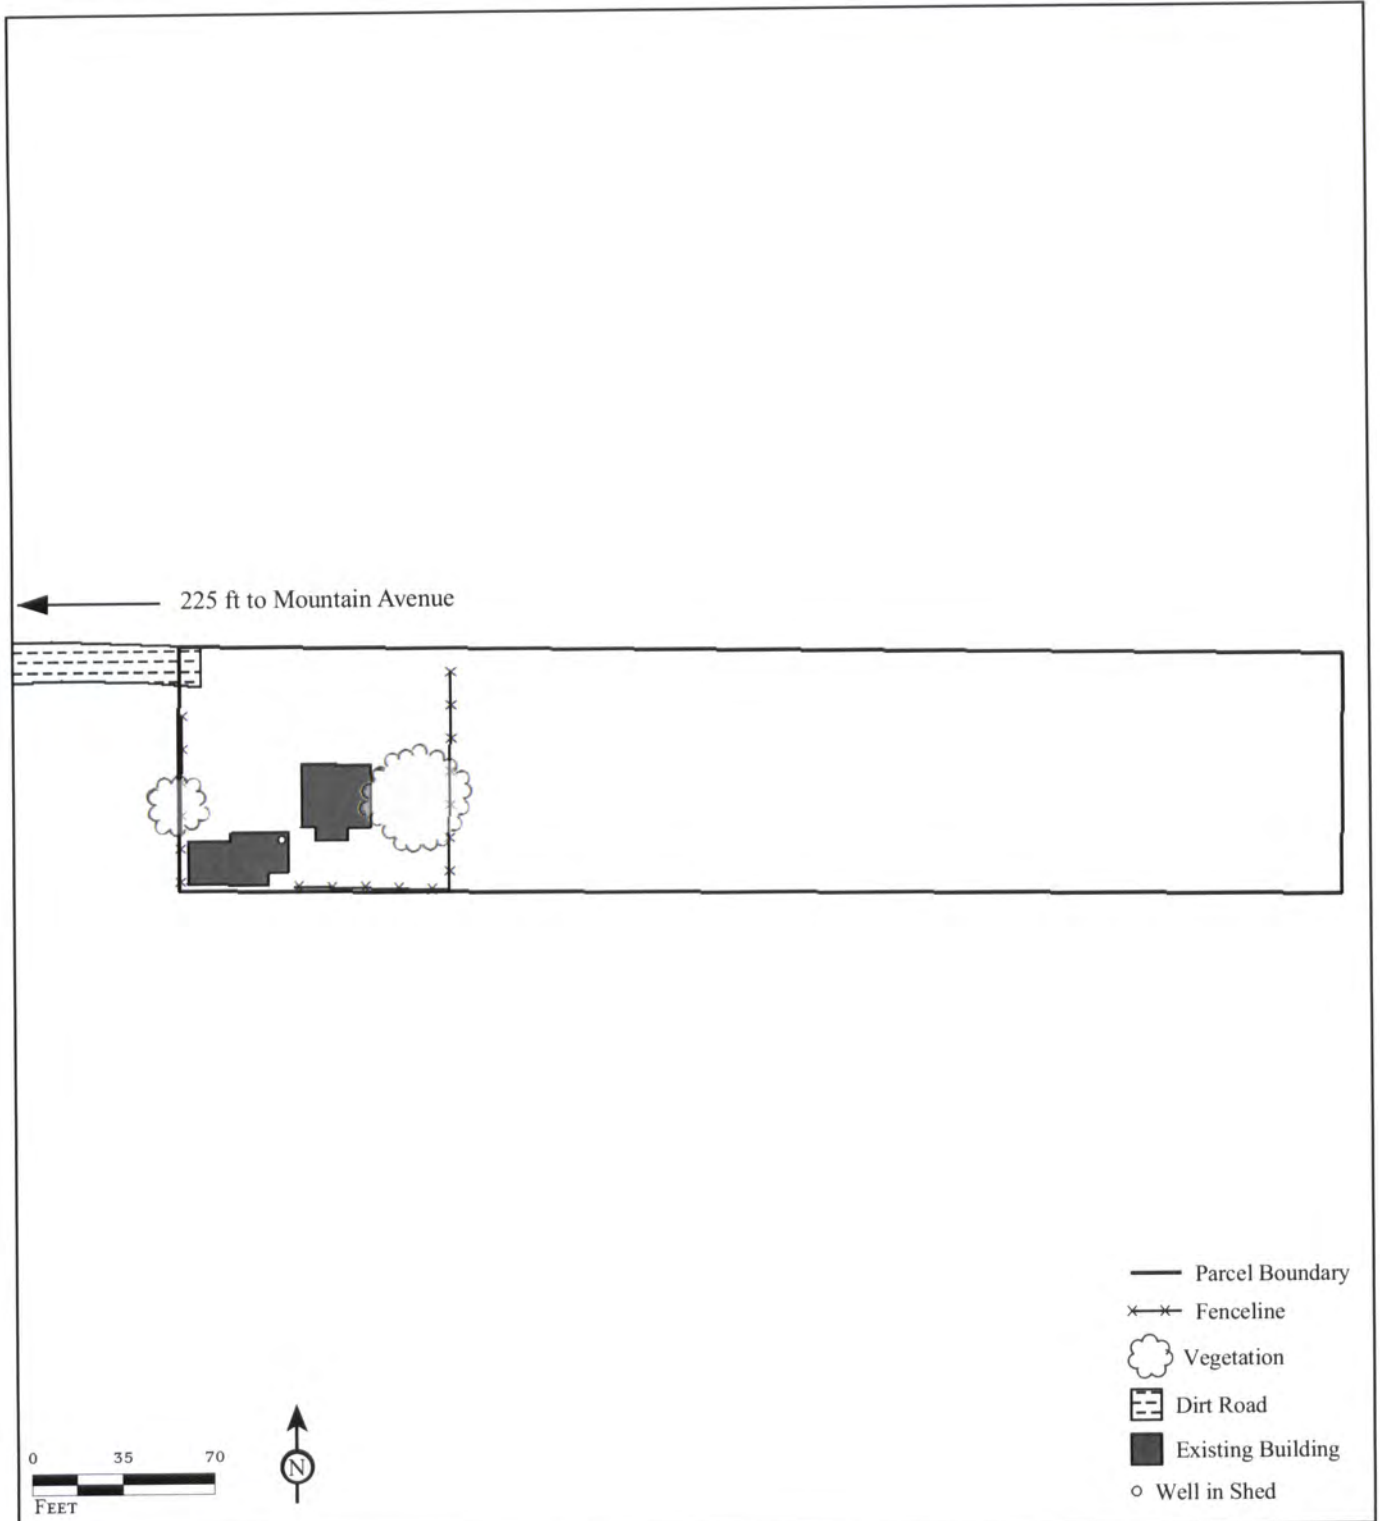 225 ft to Mountain Avenue
Parcel Boundary
Fenceline
Vegetation
Dirt Road
Existing Building
Well in Shed
0 35 70
FEET
N